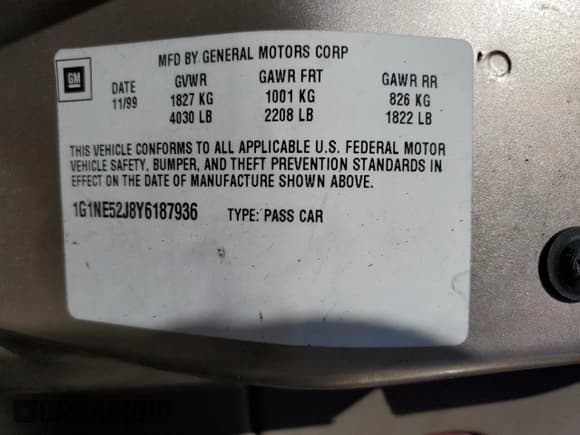 MFD BY GENERAL MOTORS CORP
GM
DATE GVWR GAWR FRT GAWR RR
11/99 1827 KG 1001 KG 826 KG
4030 LB 2208 LB 1822 LB
THIS VEHICLE CONFORMS TO ALL APPLICABLE U.S. FEDERAL MOTOR
VEHICLE SAFETY, BUMPER, AND THEFT PREVENTION STANDARDS IN
EFFECT ON THE DATE OF MANUFACTURE SHOWN ABOVE.
1G1NE52J8Y6187936 TYPE: PASS CAR